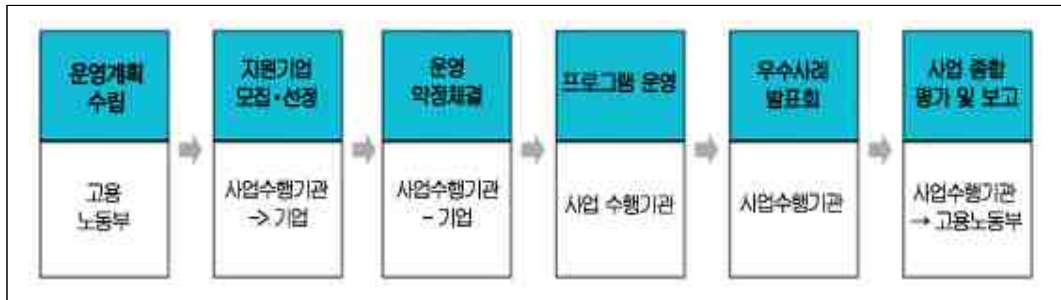 운영계획
수립
고용
노동부
지원기업
모집·선정
사업수행기관
-> 기업
운영
약정체결
사업수행기관
- 기업
프로그램 운영
사업 수행기관
우수사례
발표회
사업수행기관
사업 종합
평가 및 보고
사업수행기관
→ 고용노동부